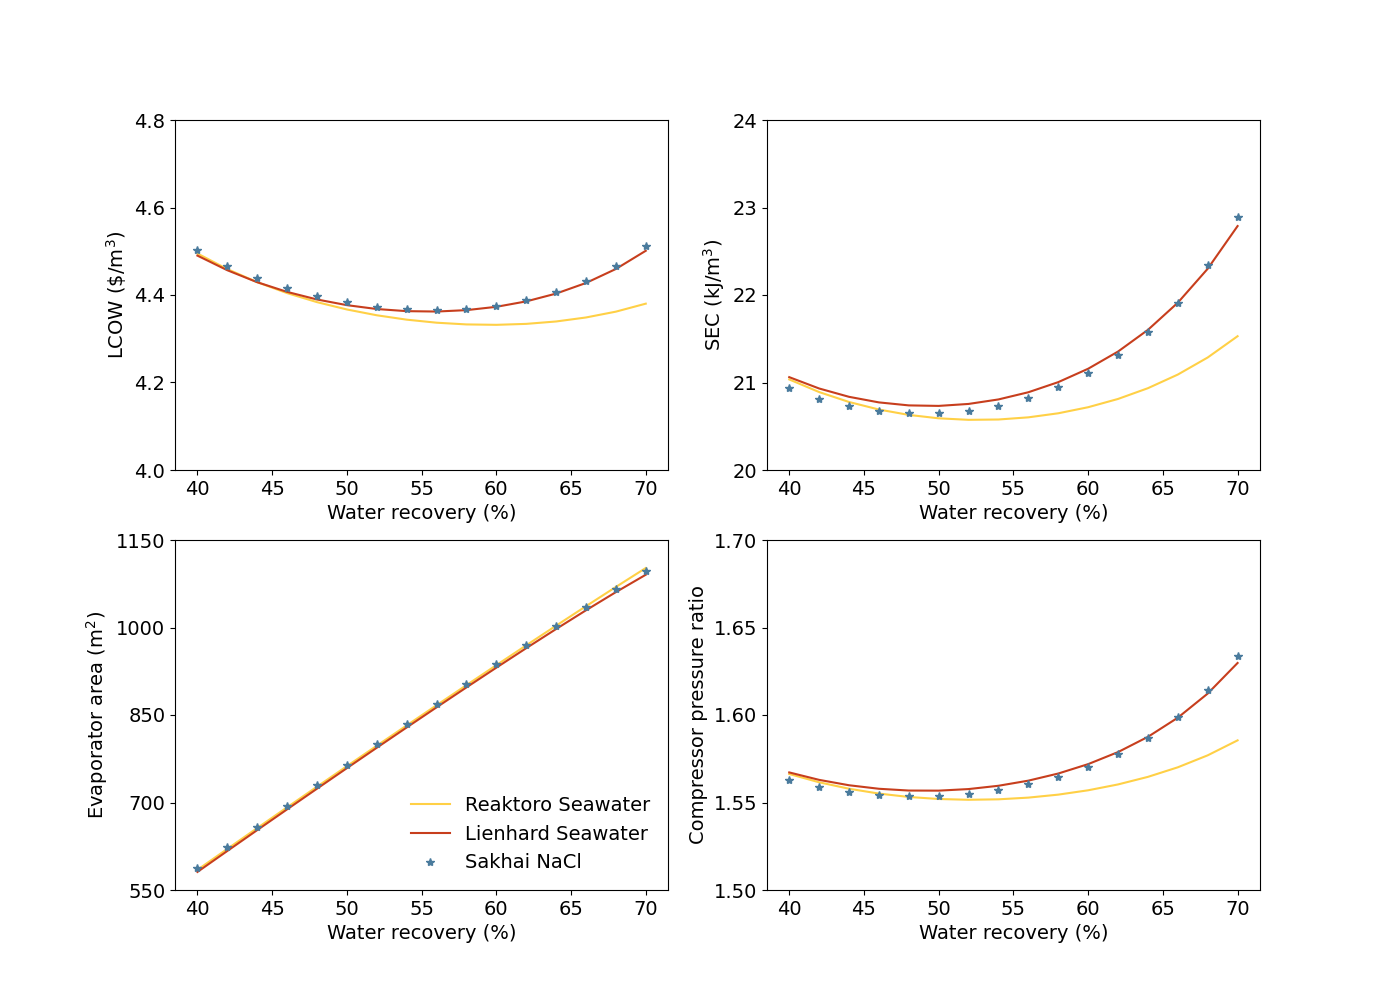 4.8
4.6
4.4
4.2
4.0
LCOW ($/m³)
40 45 50 55 60 65 70
Water recovery (%)
24
23
22
21
20
SEC (kJ/m³)
40 45 50 55 60 65 70
Water recovery (%)
1150
1000
850
700
550
Evaporator area (m²)
Reaktoro Seawater
Lienhard Seawater
Sakhai NaCl
40 45 50 55 60 65 70
Water recovery (%)
1.70
1.65
1.60
1.55
1.50
Compressor pressure ratio
40 45 50 55 60 65 70
Water recovery (%)